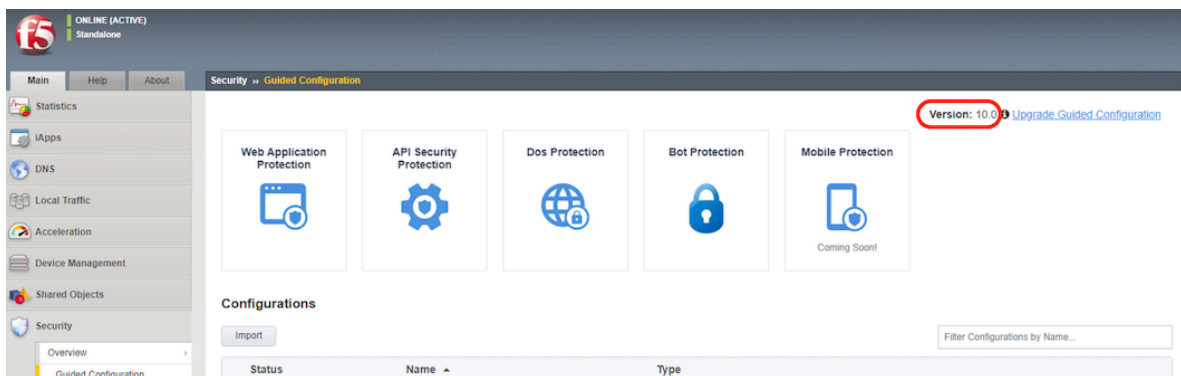 f5
ONLINE (ACTIVE)
Standalone
Main Help About
Security » Guided Configuration
Statistics
iApps
DNS
Local Traffic
Acceleration
Device Management
Shared Objects
Security
Overview
Guided Configuration
Version: 10.0 Upgrade Guided Configuration
Web Application
Protection
API Security
Protection
Dos Protection
Bot Protection
Mobile Protection
Coming Soon!
Configurations
Import
Filter Configurations by Name...
Status Name Type